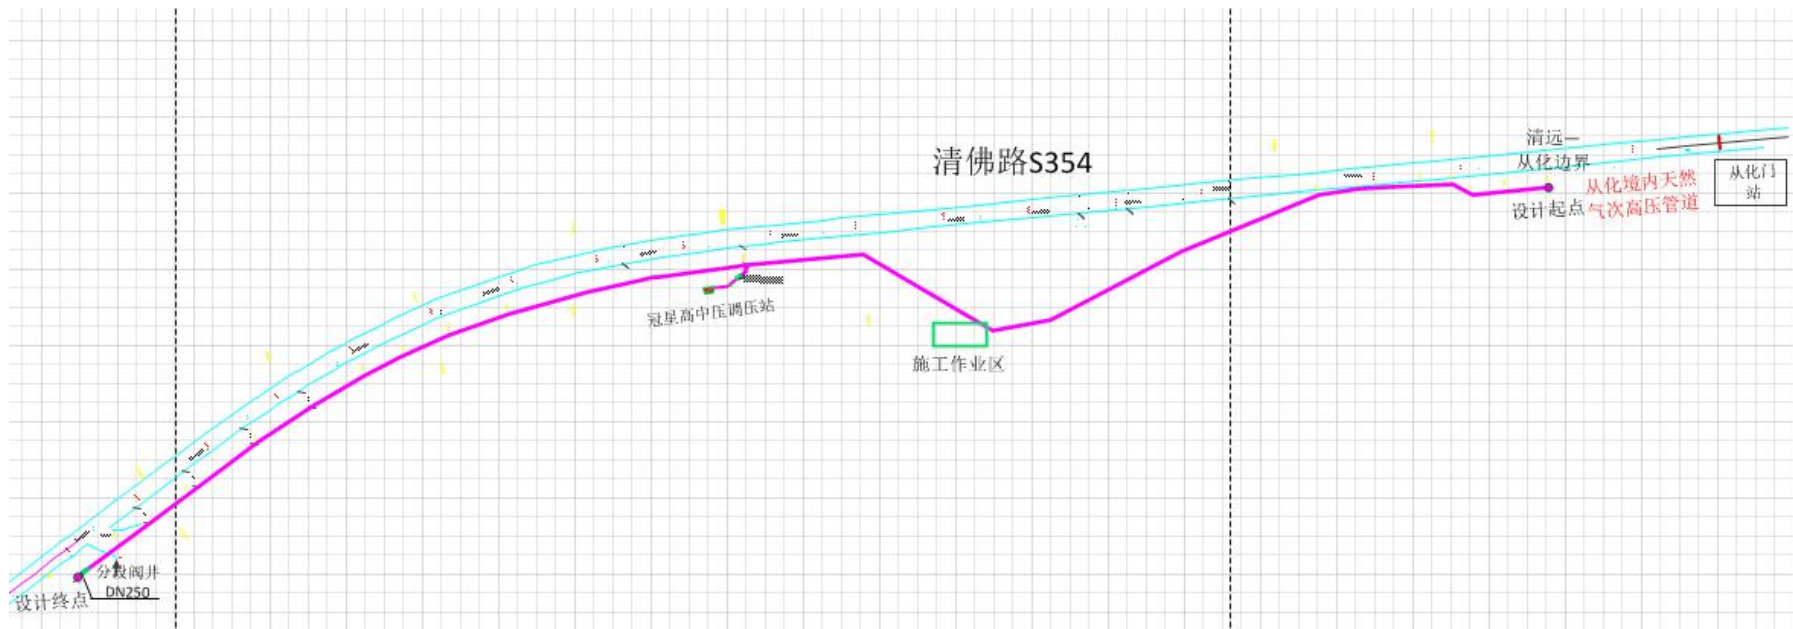 清佛路S354
清远—
从化边界
从化境内天然
气次高压管道
从化门
站
设计起点
冠星高中压调压站
施工作业区
分段阀井
DN250
设计终点